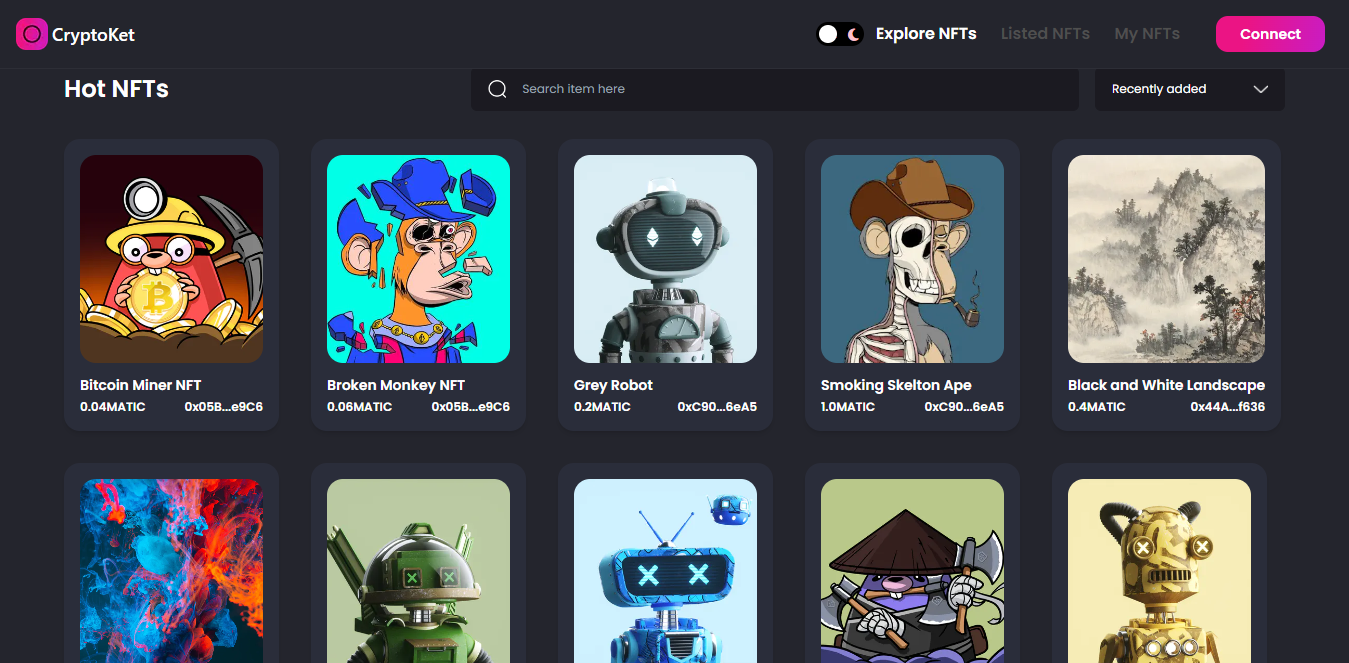 CryptoKet
Explore NFTs
Listed NFTs
My NFTs
Connect
Hot NFTs
Search item here
Recently added
Bitcoin Miner NFT
0.04MATIC
0x05B...e9C6
Broken Monkey NFT
0.06MATIC
0x05B...e9C6
Grey Robot
0.2MATIC
0xC90...6eA5
Smoking Skelton Ape
1.0MATIC
0xC90...6eA5
Black and White Landscape
0.4MATIC
0x44A...f636